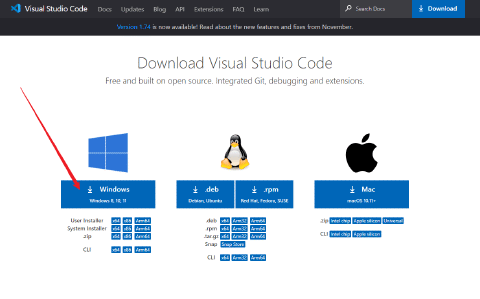 Visual Studio Code Docs Updates Blog API Extensions FAQ Learn Search Docs Download
Version 1.74 is now available! Read about the new features and fixes from November.
Download Visual Studio Code
Free and built on open source. Integrated Git, debugging and extensions.
Windows
Windows 8, 10, 11
User Installer x64 x86 Arm64
System Installer x64 x86 Arm64
.zip x64 x86 Arm64
CLI x64 x86 Arm64
.deb
Debian, Ubuntu
.rpm
Red Hat, Fedora, SUSE
.deb x64 Arm32 Arm64
.rpm x64 Arm32 Arm64
.tar.gz x64 Arm32 Arm64
Snap Snap Store
CLI x64 Arm32 Arm64
Mac
macOS 10.11+
.zip Intel chip Apple silicon Universal
CLI Intel chip Apple silicon